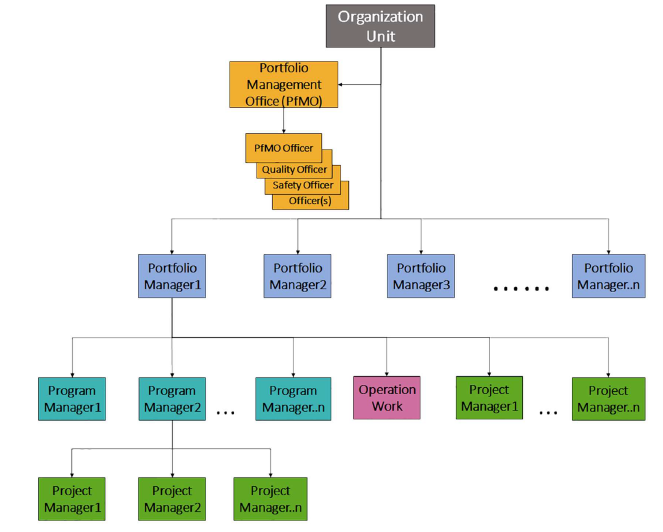 Organization
Unit
Portfolio
Management
Office (PfMO)
PfMO Officer
Quality Officer
Safety Officer
Officer(s)
Portfolio
Manager1
Portfolio
Manager2
Portfolio
Manager3
......
Portfolio
Manager..n
Program
Manager1
Program
Manager2
...
Program
Manager..n
Operation
Work
Project
Manager1
...
Project
Manager..n
Project
Manager1
Project
Manager2
Project
Manager..n